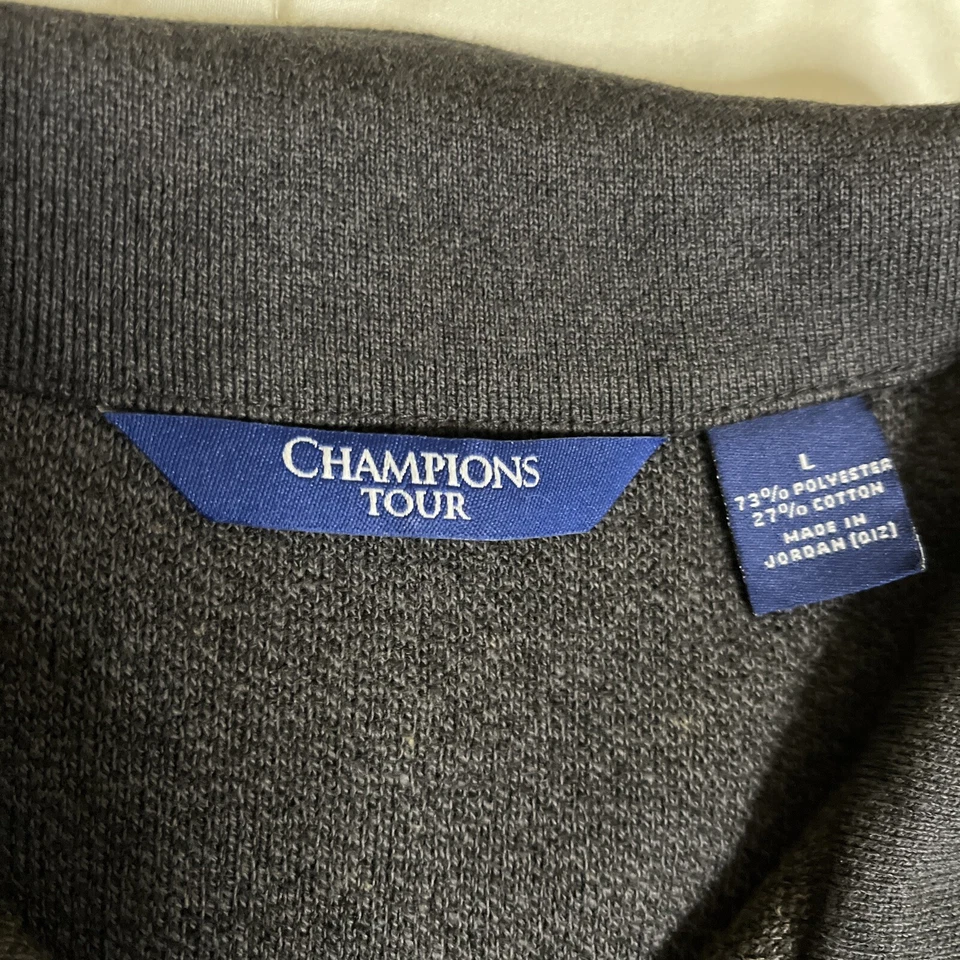 CHAMPIONS
TOUR
L
73% POLYESTER
27% COTTON
MADE IN
JORDAN (QIZ)